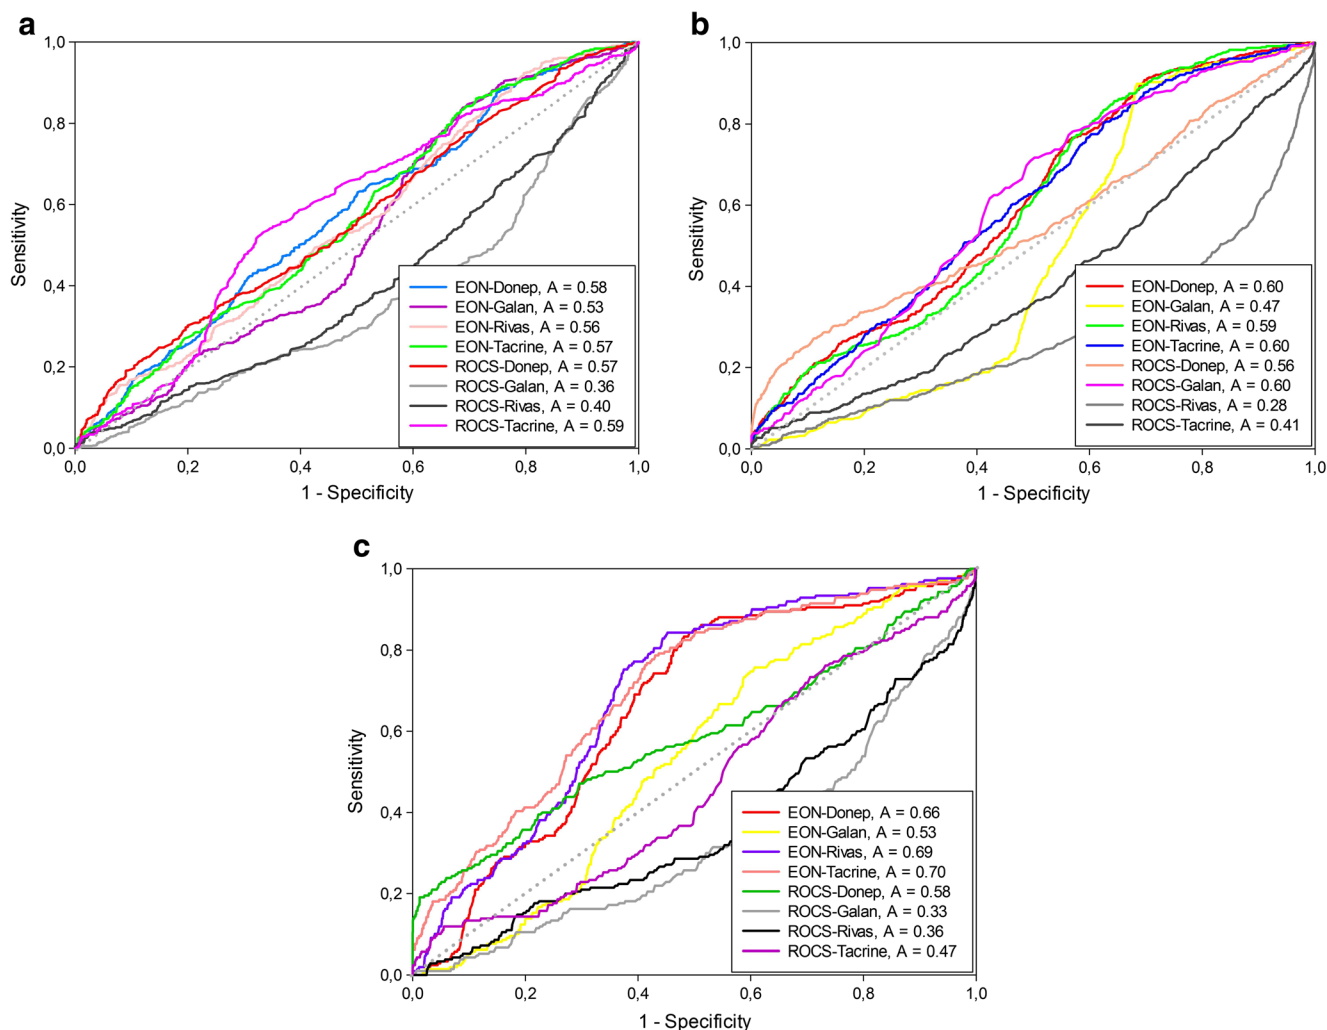 a
1,0
0,8
0,6
0,4
0,2
0,0
Sensitivity
EON-Donep, A = 0.58
EON-Galan, A = 0.53
EON-Rivas, A = 0.56
EON-Tacrine, A = 0.57
ROCS-Donep, A = 0.57
ROCS-Galan, A = 0.36
ROCS-Rivas, A = 0.40
ROCS-Tacrine, A = 0.59
0,0 0,2 0,4 0,6 0,8 1,0
1 - Specificity
b
1,0
0,8
0,6
0,4
0,2
0,0
Sensitivity
EON-Donep, A = 0.60
EON-Galan, A = 0.47
EON-Rivas, A = 0.59
EON-Tacrine, A = 0.60
ROCS-Donep, A = 0.56
ROCS-Galan, A = 0.60
ROCS-Rivas, A = 0.28
ROCS-Tacrine, A = 0.41
0,0 0,2 0,4 0,6 0,8 1,0
1 - Specificity
c
1,0
0,8
0,6
0,4
0,2
0,0
Sensitivity
EON-Donep, A = 0.66
EON-Galan, A = 0.53
EON-Rivas, A = 0.69
EON-Tacrine, A = 0.70
ROCS-Donep, A = 0.58
ROCS-Galan, A = 0.33
ROCS-Rivas, A = 0.36
ROCS-Tacrine, A = 0.47
0,0 0,2 0,4 0,6 0,8 1,0
1 - Specificity